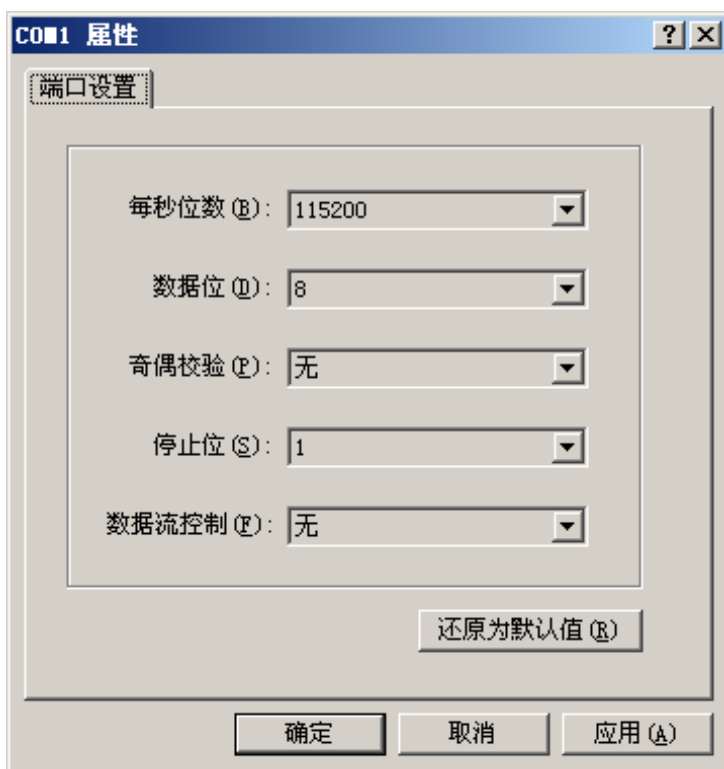 COM1 属性
端口设置
每秒位数(B): 115200
数据位(D): 8
奇偶校验(P): 无
停止位(S): 1
数据流控制(F): 无
还原为默认值(R)
确定 取消 应用(A)